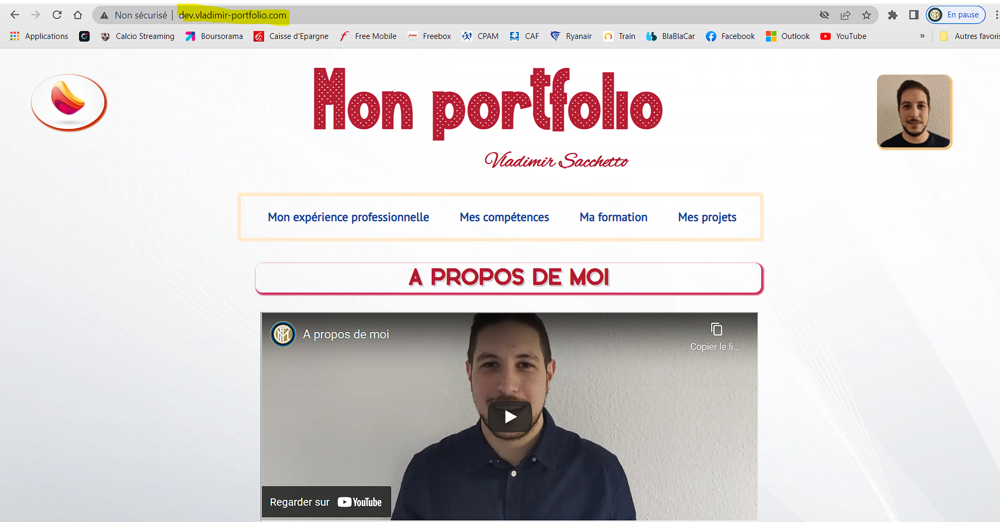 Non sécurisé | dev.vladimir-portfolio.com En pause
Applications Calcio Streaming Boursorama Caisse d'Epargne Free Mobile free Freebox CPAM CAF Ryanair Train BlaBlaCar Facebook Outlook YouTube » Autres favoris
Mon portfolio
Vladimir Sacchetto
Mon expérience professionnelle Mes compétences Ma formation Mes projets
A PROPOS DE MOI
A propos de moi
Copier le li...
Regarder sur YouTube